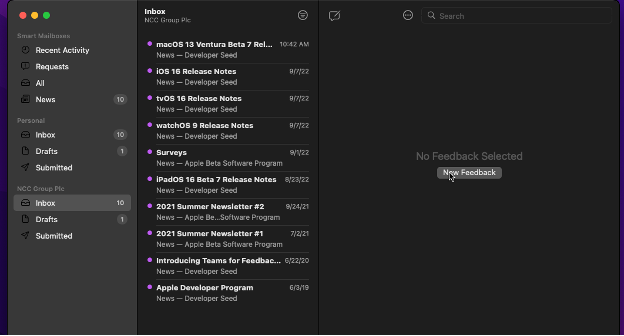 Smart Mailboxes
Recent Activity
Requests
All
News 10
Personal
Inbox 10
Drafts 1
Submitted
NCC Group Plc
Inbox 10
Drafts 1
Submitted
Inbox
NCC Group Plc
macOS 13 Ventura Beta 7 Rel... 10:42 AM
News — Developer Seed
iOS 16 Release Notes 9/7/22
News — Developer Seed
tvOS 16 Release Notes 9/7/22
News — Developer Seed
watchOS 9 Release Notes 9/7/22
News — Developer Seed
Surveys 9/1/22
News — Apple Beta Software Program
iPadOS 16 Beta 7 Release Notes 8/23/22
News — Developer Seed
2021 Summer Newsletter #2 9/24/21
News — Apple Be...Software Program
2021 Summer Newsletter #1 7/2/21
News — Apple Beta Software Program
Introducing Teams for Feedbac... 6/22/20
News — Developer Seed
Apple Developer Program 6/3/19
News — Developer Seed
Search
No Feedback Selected
New Feedback